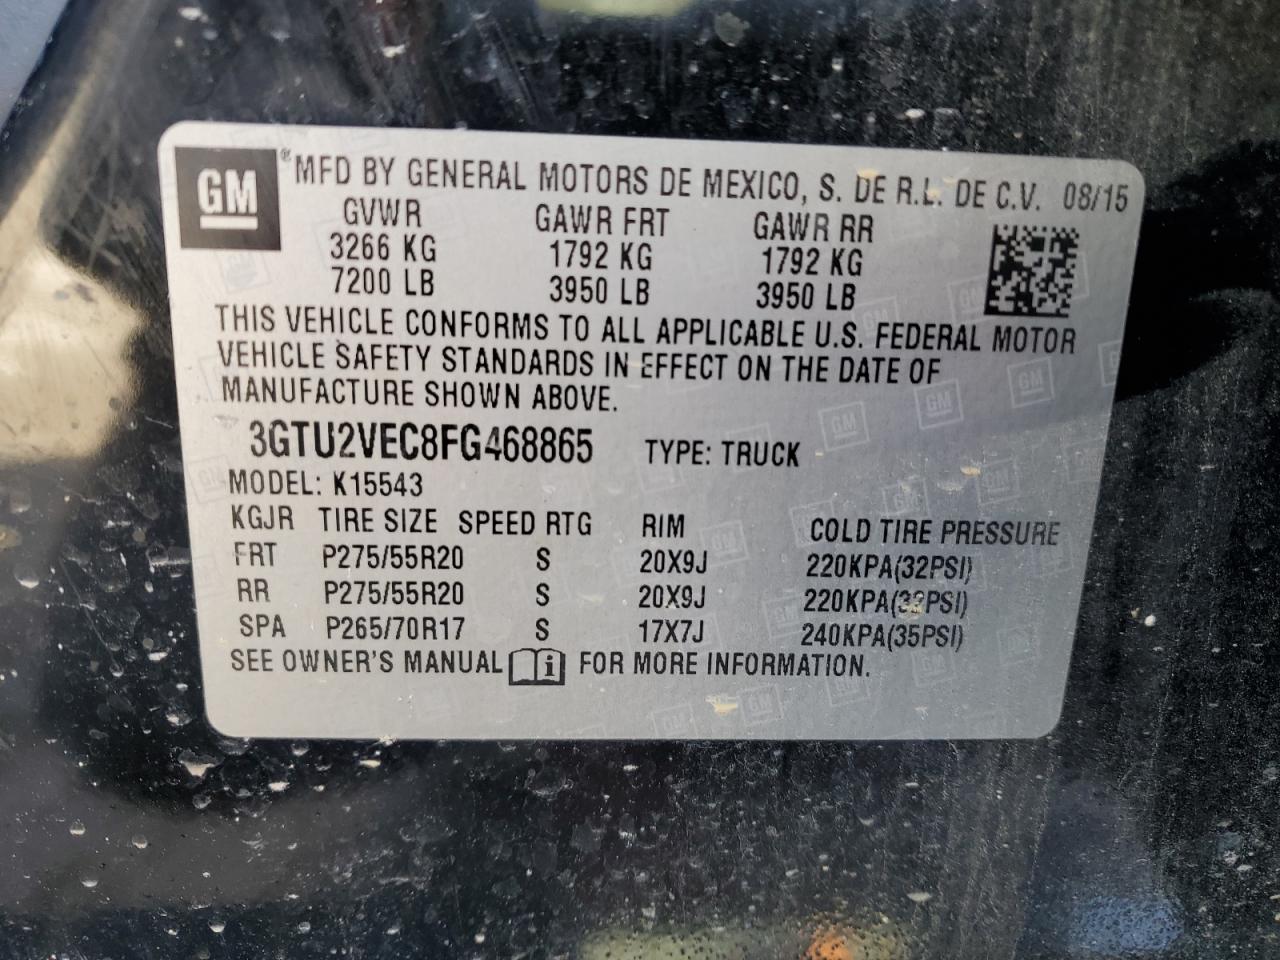 GM ® MFD BY GENERAL MOTORS DE MEXICO, S. DE R.L. DE C.V. 08/15
GVWR GAWR FRT GAWR RR
3266 KG 1792 KG 1792 KG
7200 LB 3950 LB 3950 LB
THIS VEHICLE CONFORMS TO ALL APPLICABLE U.S. FEDERAL MOTOR
VEHICLE SAFETY STANDARDS IN EFFECT ON THE DATE OF
MANUFACTURE SHOWN ABOVE.
3GTU2VEC8FG468865 TYPE: TRUCK
MODEL: K15543
KGJR TIRE SIZE SPEED RTG RIM COLD TIRE PRESSURE
FRT P275/55R20 S 20X9J 220KPA(32PSI)
RR P275/55R20 S 20X9J 220KPA(32PSI)
SPA P265/70R17 S 17X7J 240KPA(35PSI)
SEE OWNER'S MANUAL i FOR MORE INFORMATION.